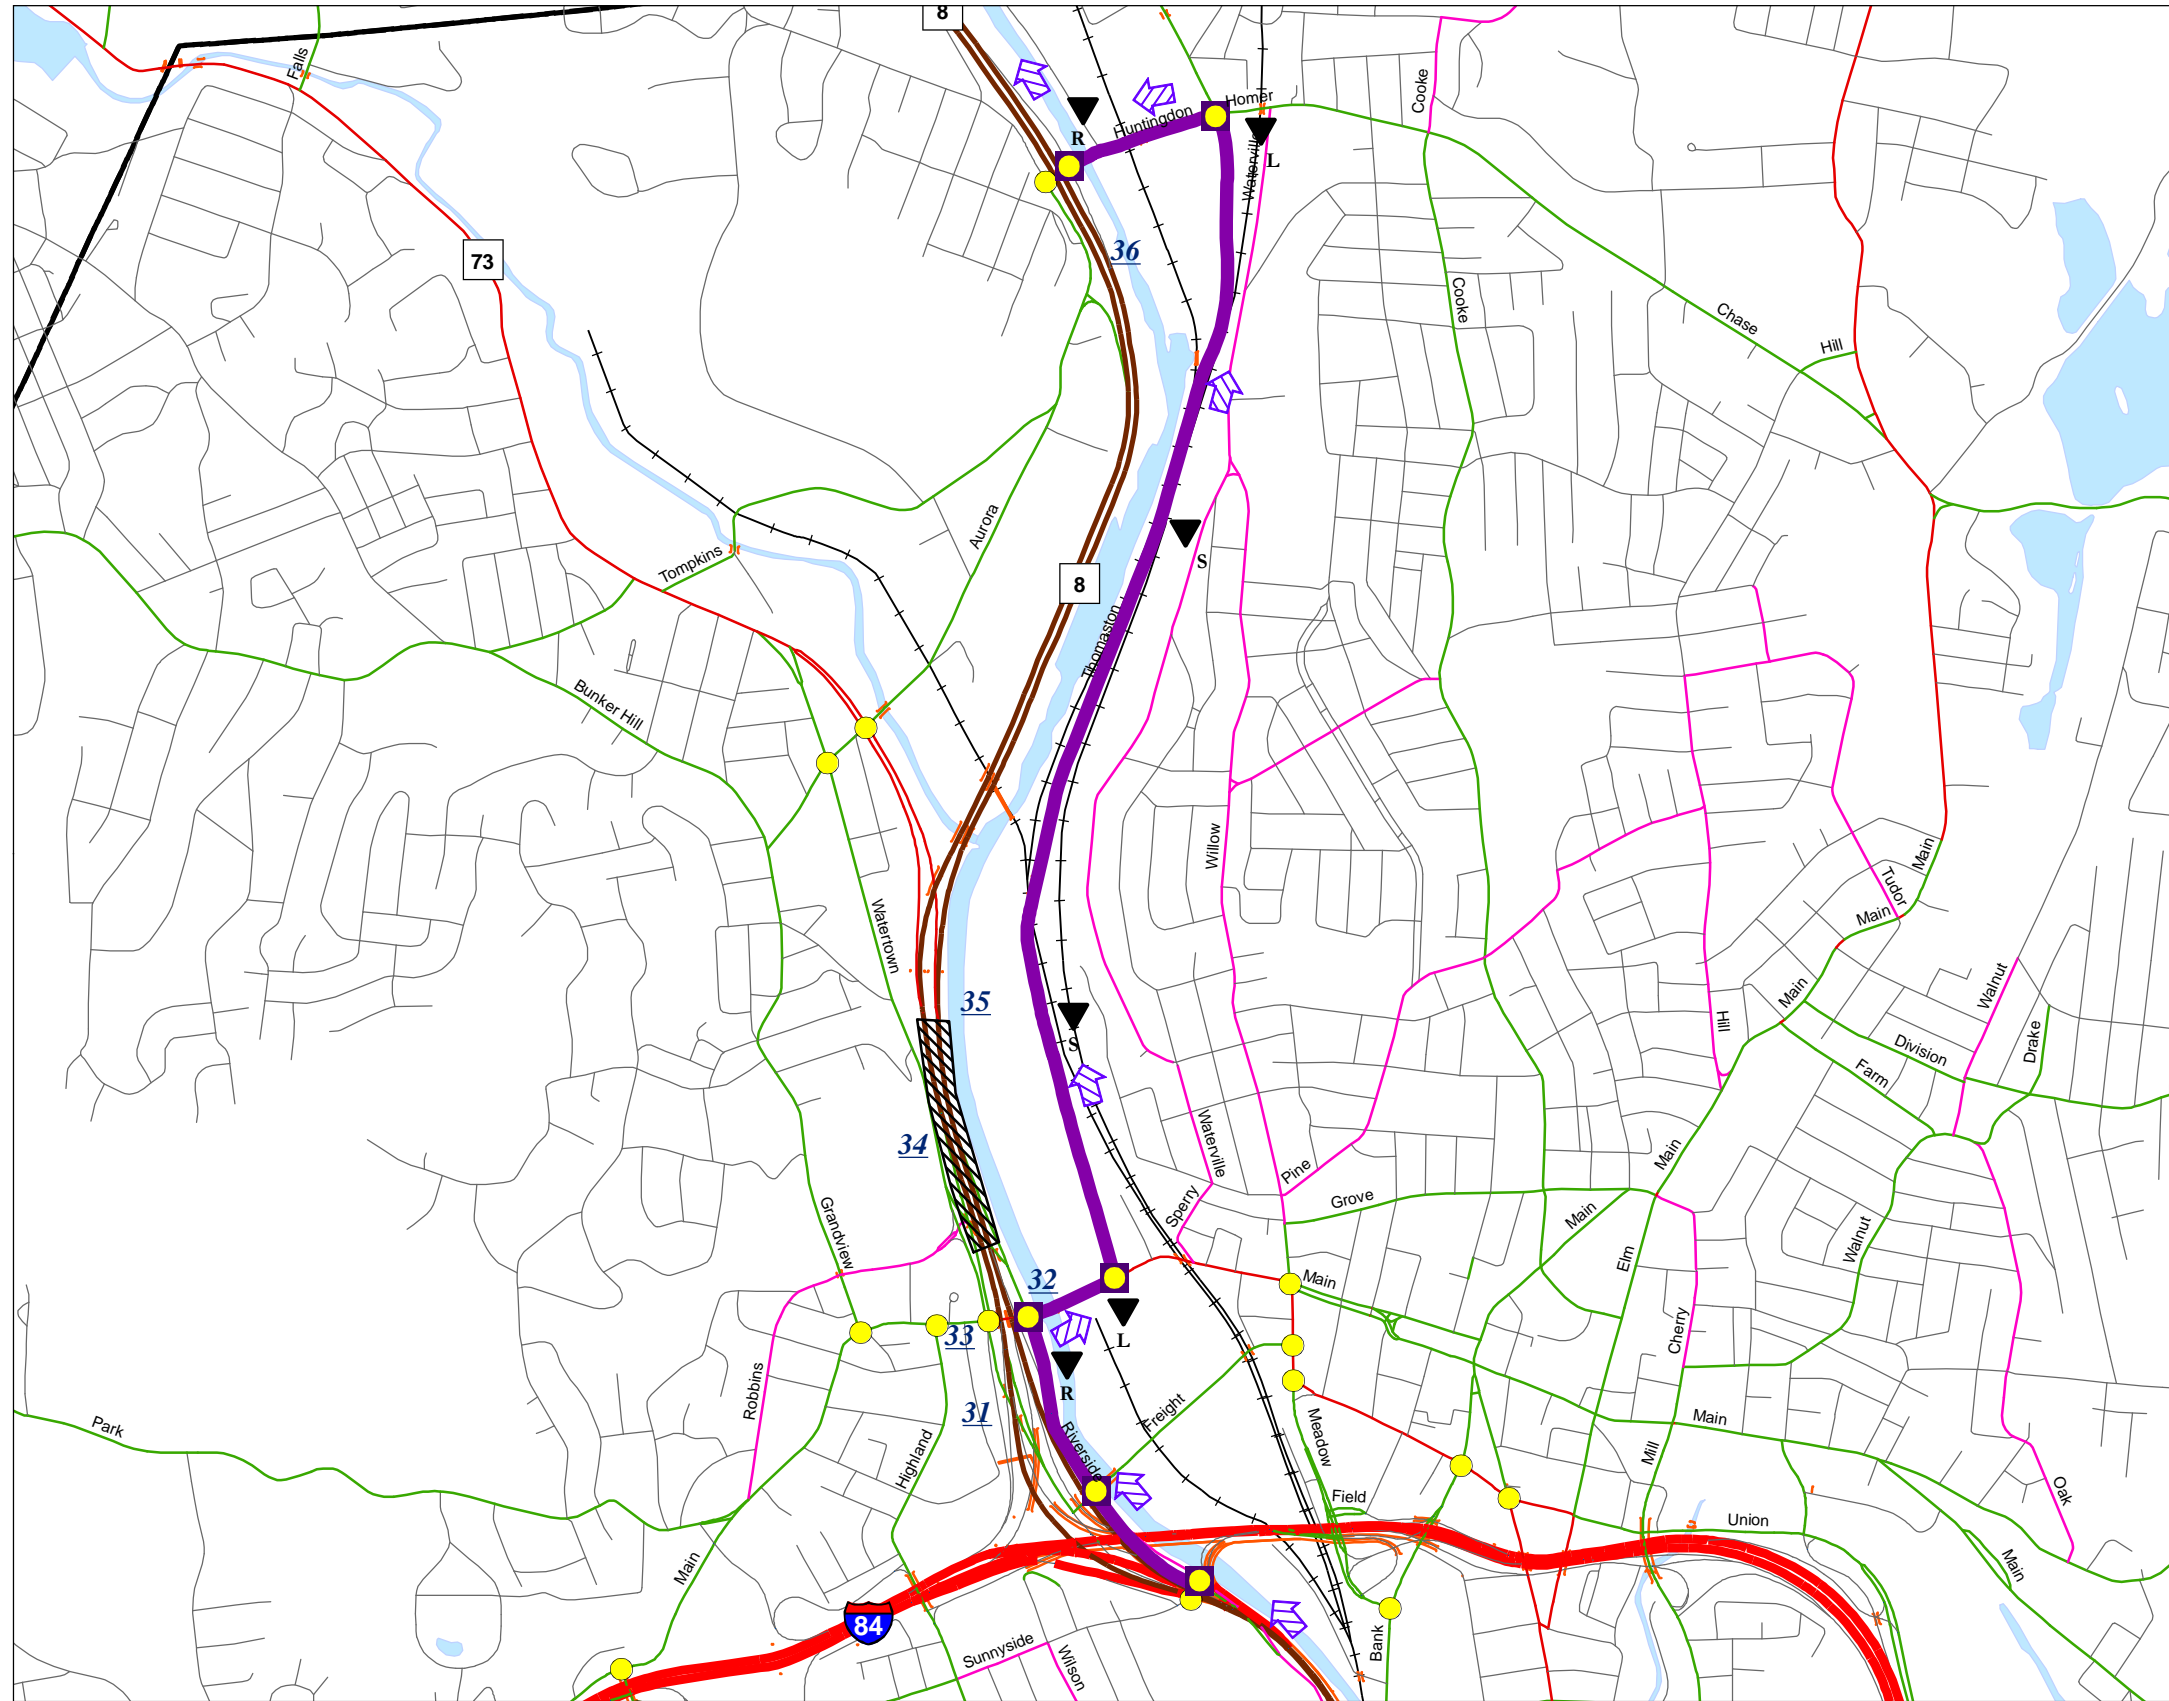 8
Falls
Cooke
Homer
Huntingdon
R
L
Waterville
73
36
Cooke
Chase
Hill
Aurora
Tompkins
S
8
Thomaston
Bunker Hill
Willow
Main
Tudor
Main
Watertown
35
Walnut
Main
Hill
S
Drake
Division
Farm
34
Waterville
Main
Pine
Sperry
Grove
Main
Grandview
Walnut
Elm
32
Main
Cherry
33
L
Robbins
R
31
Freight
Park
Main
Meadow
Riverside
Highland
Mill
Oak
Field
Union
Main
Main
84
Sunnyside
Wilson
Bank